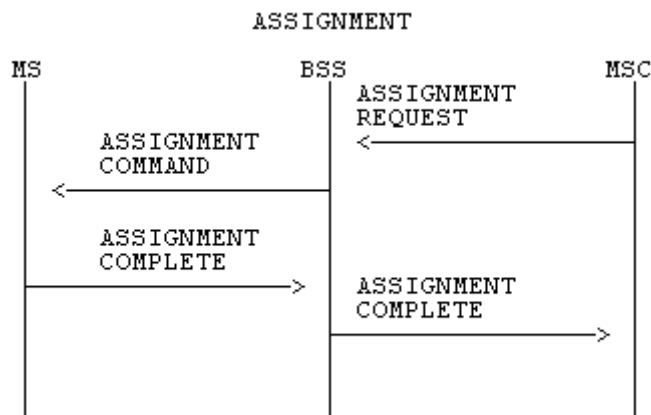 ASSIGNMENT
MS BSS MSC
ASSIGNMENT
REQUEST
ASSIGNMENT
COMMAND
ASSIGNMENT
COMPLETE
ASSIGNMENT
COMPLETE